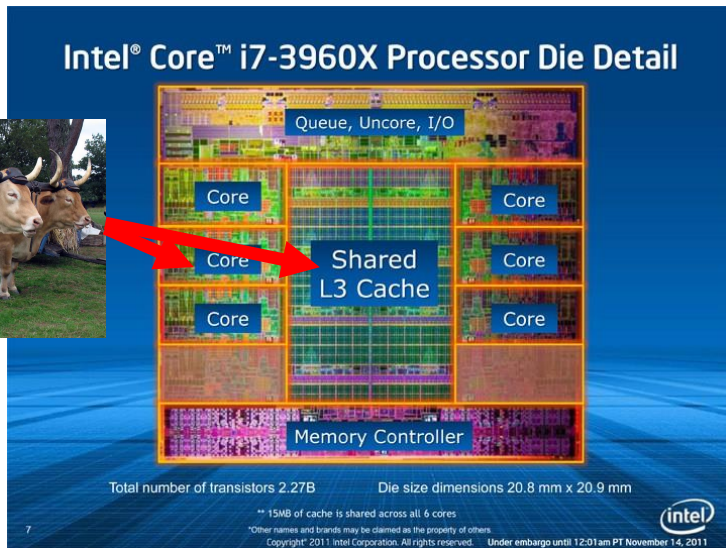 Intel® Core™ i7-3960X Processor Die Detail
Queue, Uncore, I/O
Core
Core
Core
Shared
L3 Cache
Core
Core
Core
Memory Controller
Total number of transistors 2.27B
Die size dimensions 20.8 mm x 20.9 mm
** 15MB of cache is shared across all 6 cores
7
*Other names and brands may be claimed as the property of others.
Copyright® 2011 Intel Corporation. All rights reserved.
Under embargo until 12:01am PT November 14, 2011
intel